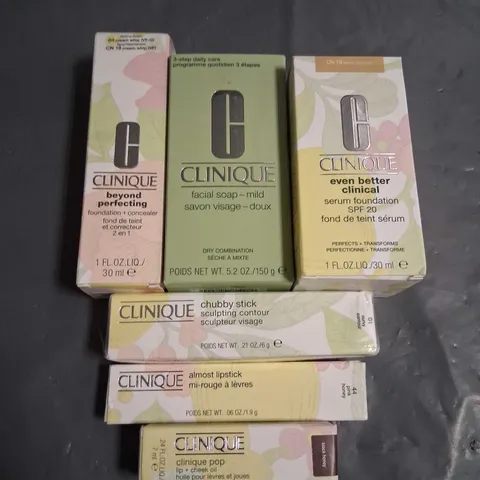 CLINIQUE
beyond
perfecting
foundation + concealer
fond de teint
et correcteur
2 en 1
1 FL.OZ.LIQ./
30 ml e
3-step daily care
programme quotidien 3 étapes
CLINIQUE
facial soap – mild
savon visage – doux
DRY COMBINATION
SÈCHE À MIXTE
POIDS NET WT. 5.2 OZ/150 g e
CLINIQUE
even better
clinical
serum foundation
SPF 20
fond de teint sérum
PERFECTS + TRANSFORMS
PERFECTIONNE + TRANSFORME
1 FL.OZ.LIQ./30 ml e
CLINIQUE
chubby stick
sculpting contour
sculpteur visage
POIDS NET WT. .21 OZ./6 g e
CLINIQUE
almost lipstick
mi-rouge à lèvres
POIDS NET WT. .06 OZ/1.9 g
44
pink
honey
CLINIQUE
clinique pop
lip + cheek oil
huile pour lèvres et joues
black honey